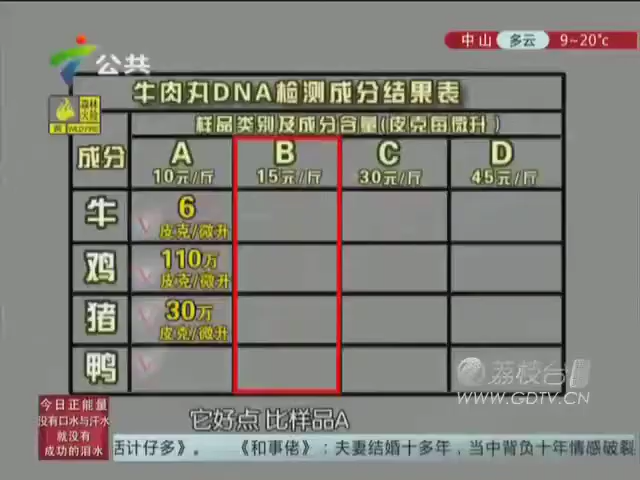 公共
中山 多云 9~20°c
森林
火险
黄 WILD FIRE
牛肉丸DNA检测成分结果表
样品类别及成分含量(皮克每微升)
成分 A B C D
10元/斤 15元/斤 30元/斤 45元/斤
牛 6
皮克/微升
鸡 110万
皮克/微升
猪 30万
皮克/微升
鸭
荔枝台
WWW.GDTV.CN
今日正能量
没有口水与汗水
就没有
成功的泪水
它好点 比样品A
活计仔多》。 《和事佬》：夫妻结婚十多年，当中背负十年情感破裂